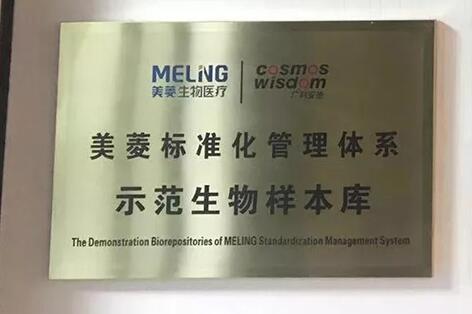 MELING
美菱生物医疗
cosmos
wisdom
美菱标准化管理体系
示范生物样本库
The Demonstration Biorepositories of MELING Standardization Management System